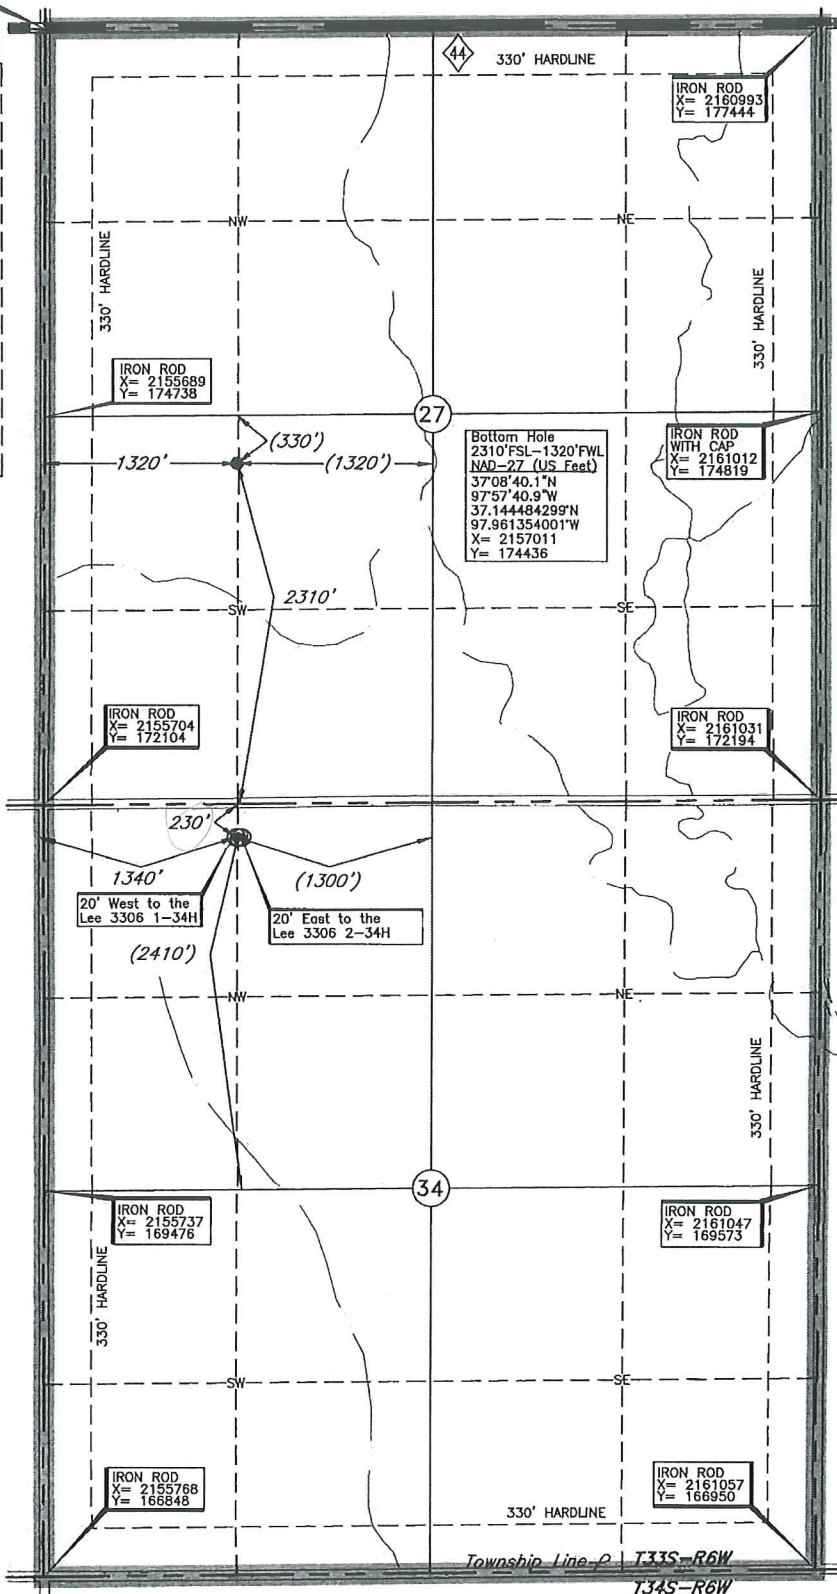 44
330' HARDLINE
IRON ROD
X= 2160993
Y= 177444
NW
NE
330' HARDLINE
330' HARDLINE
IRON ROD
X= 2155689
Y= 174738
27
(330')
1320'
(1320')
Bottom Hole
2310'FSL-1320'FWL
NAD-27 (US Feet)
37°08'40.1"N
97°57'40.9"W
37.144484299°N
97.961354001°W
X= 2157011
Y= 174436
IRON ROD
WITH CAP
X= 2161012
Y= 174819
2310'
SW
SE
IRON ROD
X= 2155704
Y= 172104
IRON ROD
X= 2161031
Y= 172194
230'
1340'
(1300')
20' West to the
Lee 3306 1-34H
20' East to the
Lee 3306 2-34H
(2410')
NW
NE
330' HARDLINE
34
IRON ROD
X= 2155737
Y= 169476
IRON ROD
X= 2161047
Y= 169573
330' HARDLINE
SW
SE
IRON ROD
X= 2155768
Y= 166848
IRON ROD
X= 2161057
Y= 166950
330' HARDLINE
Township Line T33S-R6W
T34S-R6W